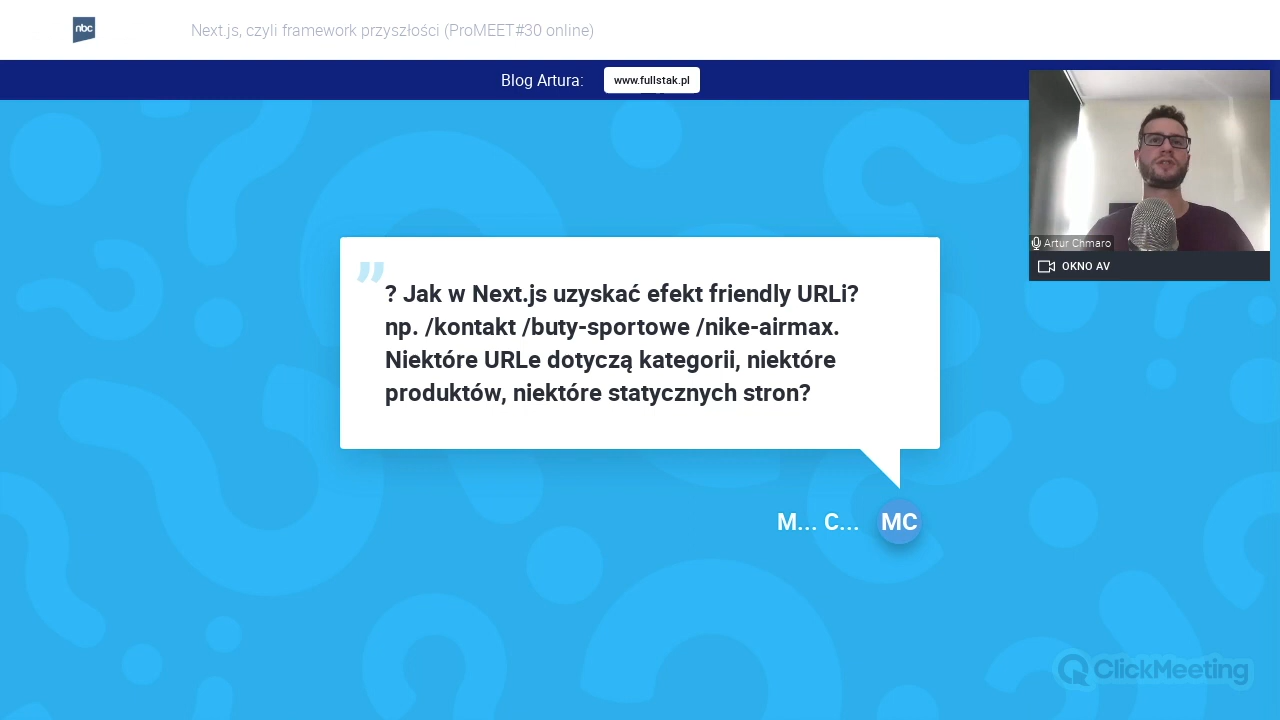 nbc
Next.js, czyli framework przyszłości (ProMEET#30 online)
Blog Artura:
www.fullstak.pl
Artur Chmaro
OKNO AV
? Jak w Next.js uzyskać efekt friendly URLi?
np. /kontakt /buty-sportowe /nike-airmax.
Niektóre URLe dotyczą kategorii, niektóre
produktów, niektóre statycznych stron?
M... C...
MC
ClickMeeting